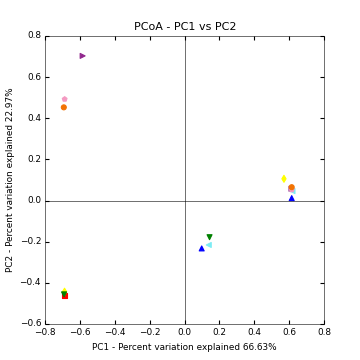 PCoA - PC1 vs PC2
PC2 - Percent variation explained 22.97%
0.8
0.6
0.4
0.2
0.0
−0.2
−0.4
−0.6
−0.8 −0.6 −0.4 −0.2 0.0 0.2 0.4 0.6 0.8
PC1 - Percent variation explained 66.63%